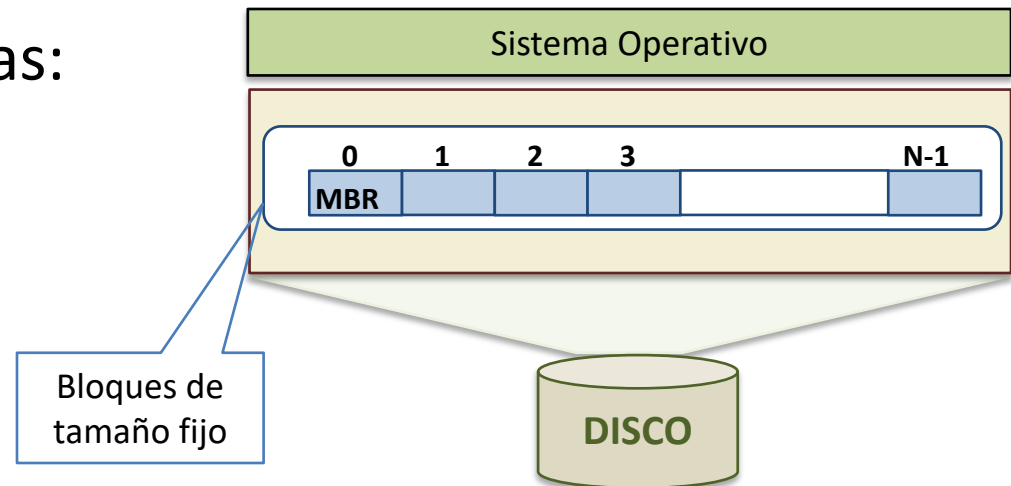 as:
Sistema Operativo
0 1 2 3 N-1
MBR
Bloques de
tamaño fijo
DISCO